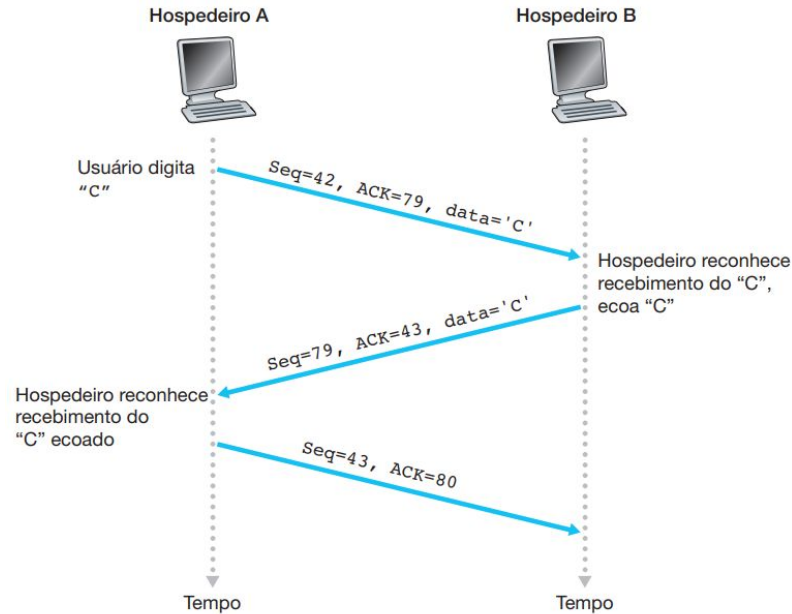 Hospedeiro A
Hospedeiro B
Usuário digita
“C”
Seq=42, ACK=79, data='C'
Hospedeiro reconhece
recebimento do “C”,
ecoa “C”
Seq=79, ACK=43, data='C'
Hospedeiro reconhece
recebimento do
“C” ecoado
Seq=43, ACK=80
Tempo
Tempo